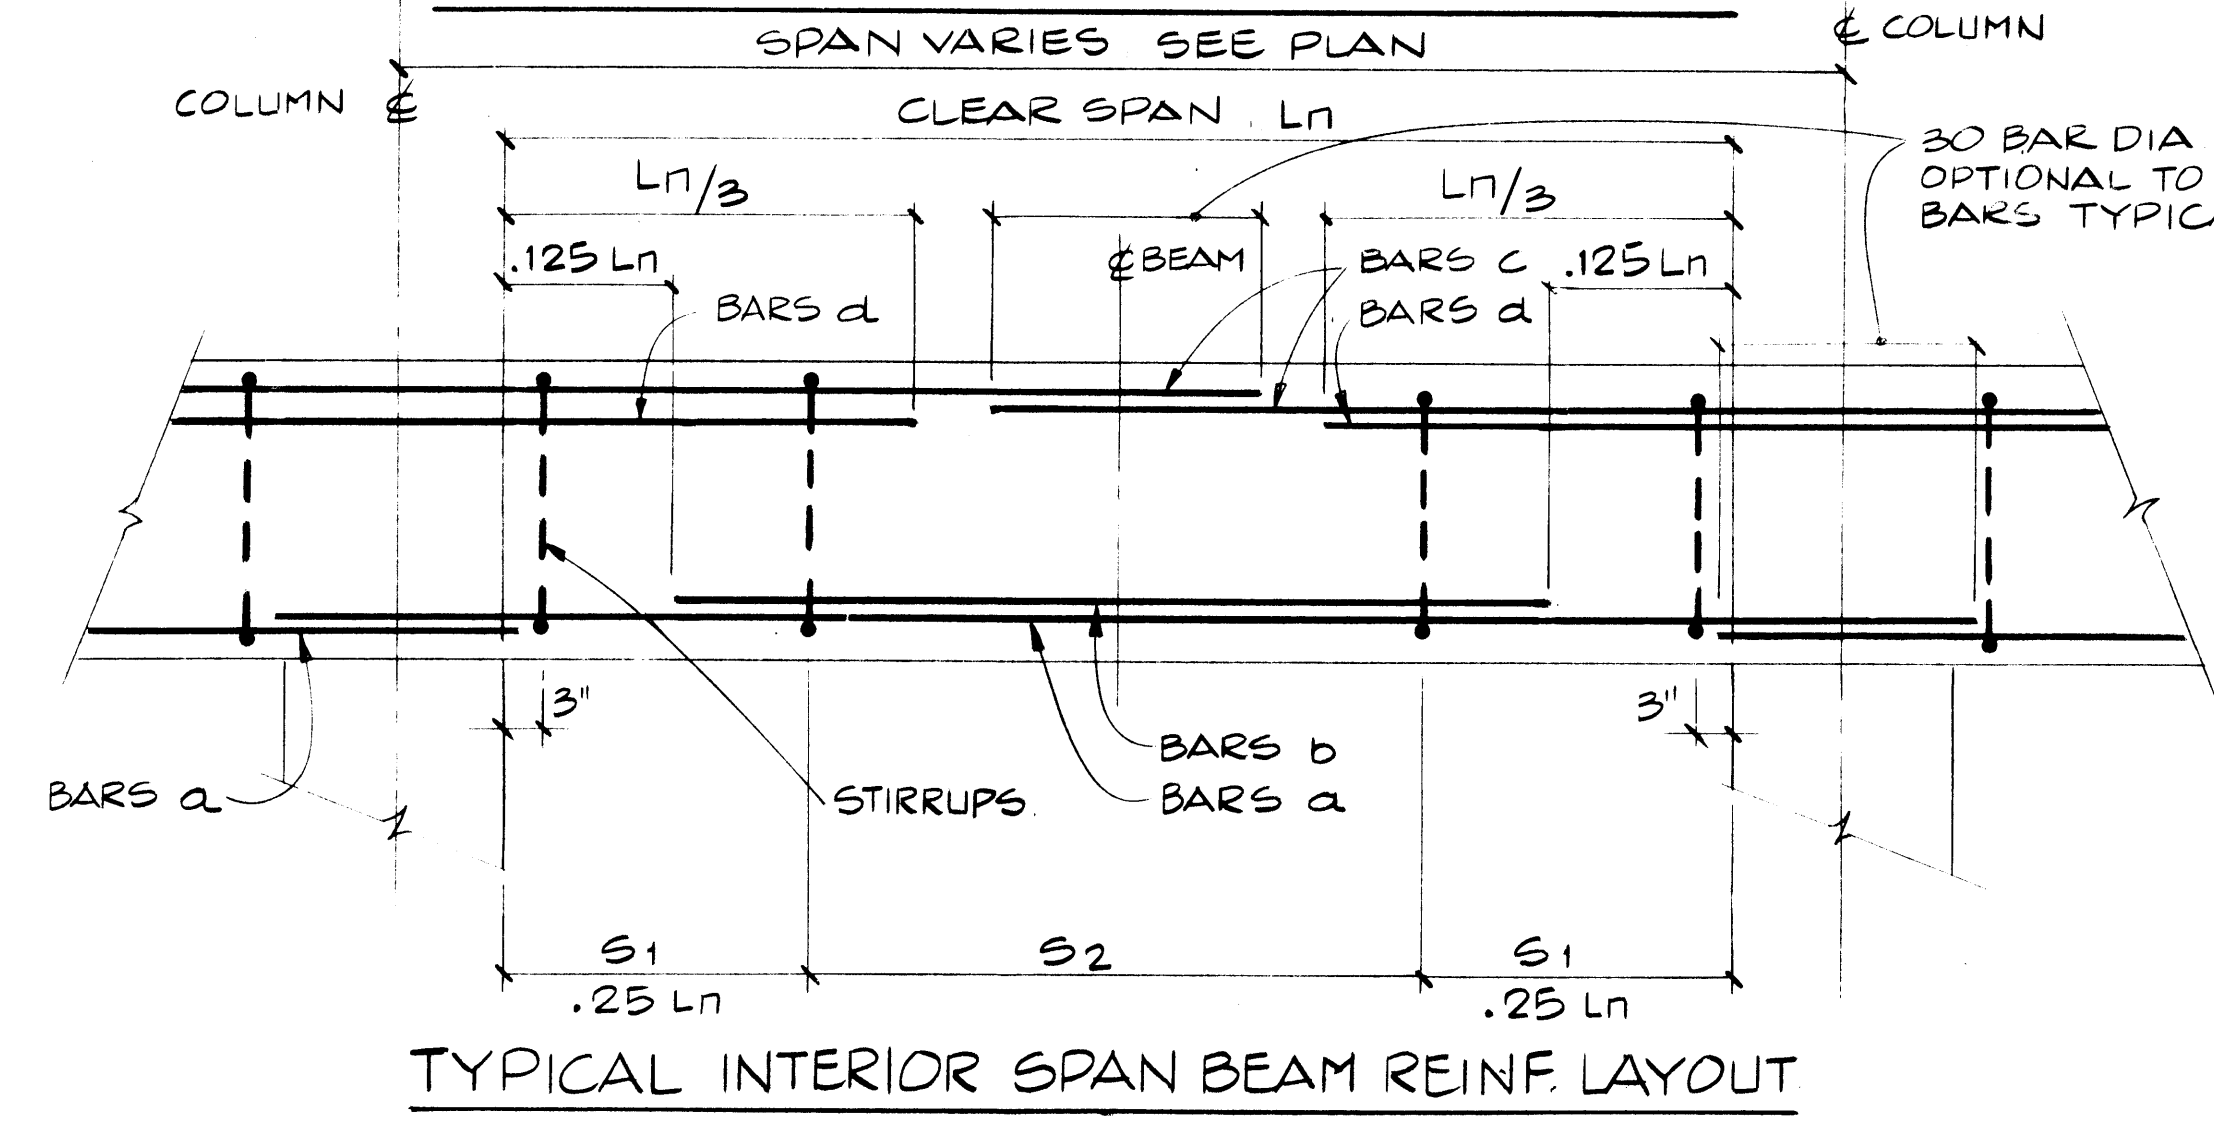 SPAN VARIES SEE PLAN
℄ COLUMN
COLUMN ℄
CLEAR SPAN Ln
30 BAR DIA
OPTIONAL TO
BARS TYPICA
Ln/3
Ln/3
.125 Ln
℄ BEAM
BARS c
.125 Ln
BARS d
BARS d
3"
3"
BARS b
BARS a
BARS a
STIRRUPS
S1
S2
S1
.25 Ln
.25 Ln
TYPICAL INTERIOR SPAN BEAM REINF. LAYOUT